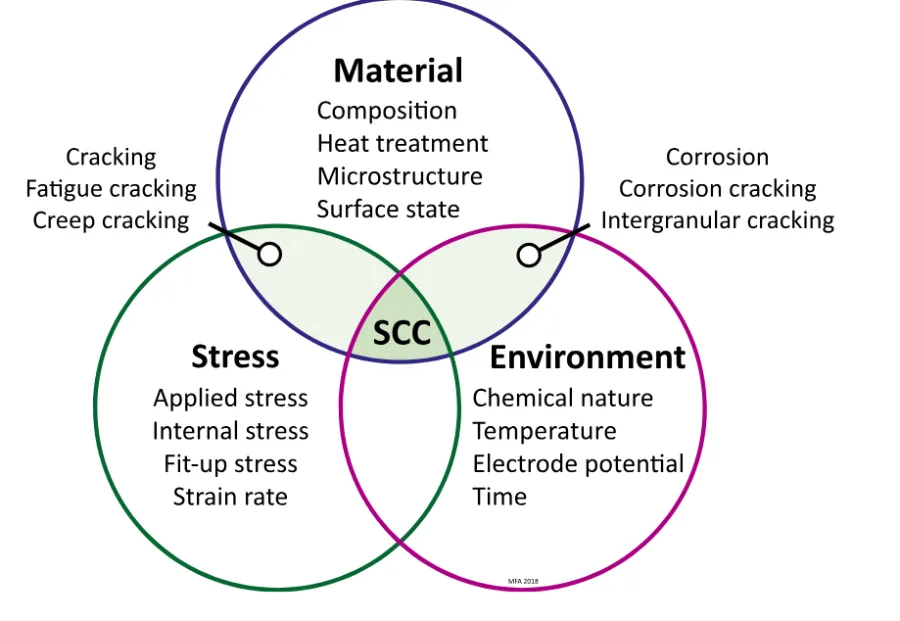 Material
Composition
Heat treatment
Microstructure
Surface state
Cracking
Fatigue cracking
Creep cracking
Corrosion
Corrosion cracking
Intergranular cracking
SCC
Stress
Applied stress
Internal stress
Fit-up stress
Strain rate
Environment
Chemical nature
Temperature
Electrode potential
Time
MFA 2018